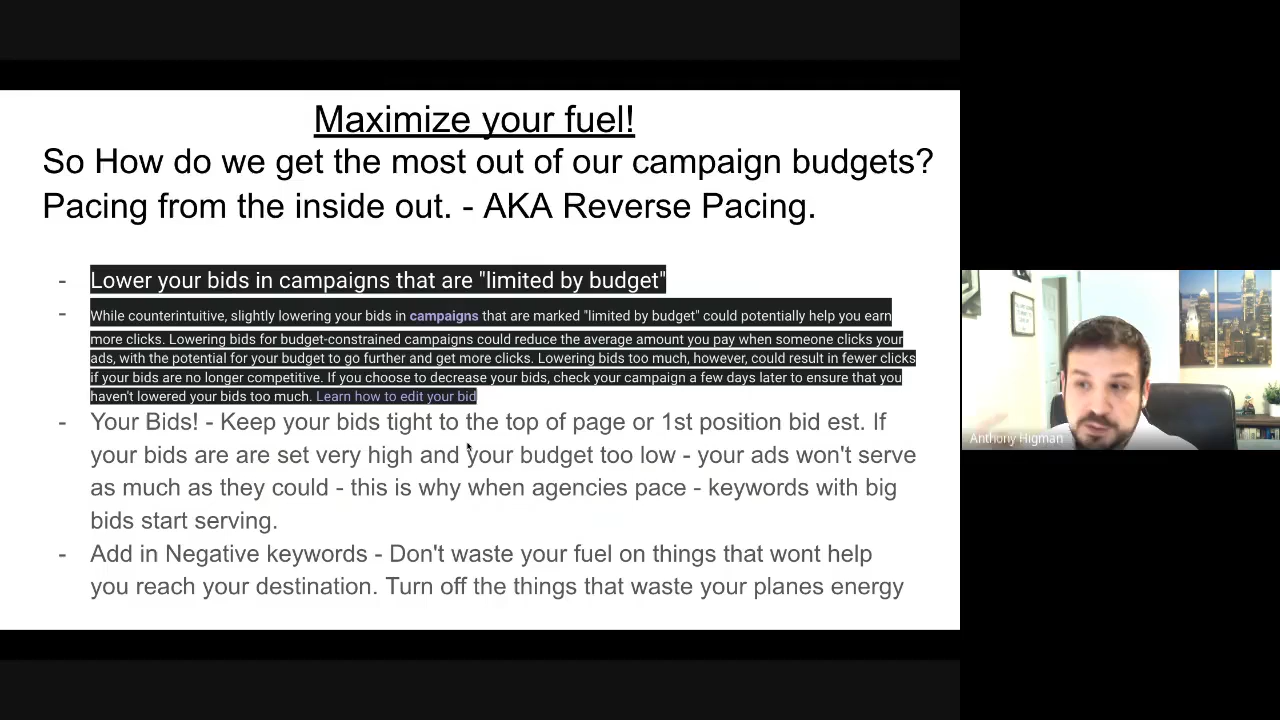 Maximize your fuel!
So How do we get the most out of our campaign budgets?
Pacing from the inside out. - AKA Reverse Pacing.
- Lower your bids in campaigns that are "limited by budget"
- While counterintuitive, slightly lowering your bids in campaigns that are marked "limited by budget" could potentially help you earn
more clicks. Lowering bids for budget-constrained campaigns could reduce the average amount you pay when someone clicks your
ads, with the potential for your budget to go further and get more clicks. Lowering bids too much, however, could result in fewer clicks
if your bids are no longer competitive. If you choose to decrease your bids, check your campaign a few days later to ensure that you
haven't lowered your bids too much. Learn how to edit your bid
- Your Bids! - Keep your bids tight to the top of page or 1st position bid est. If
your bids are are set very high and your budget too low - your ads won't serve
as much as they could - this is why when agencies pace - keywords with big
bids start serving.
- Add in Negative keywords - Don't waste your fuel on things that wont help
you reach your destination. Turn off the things that waste your planes energy
Anthony Higman